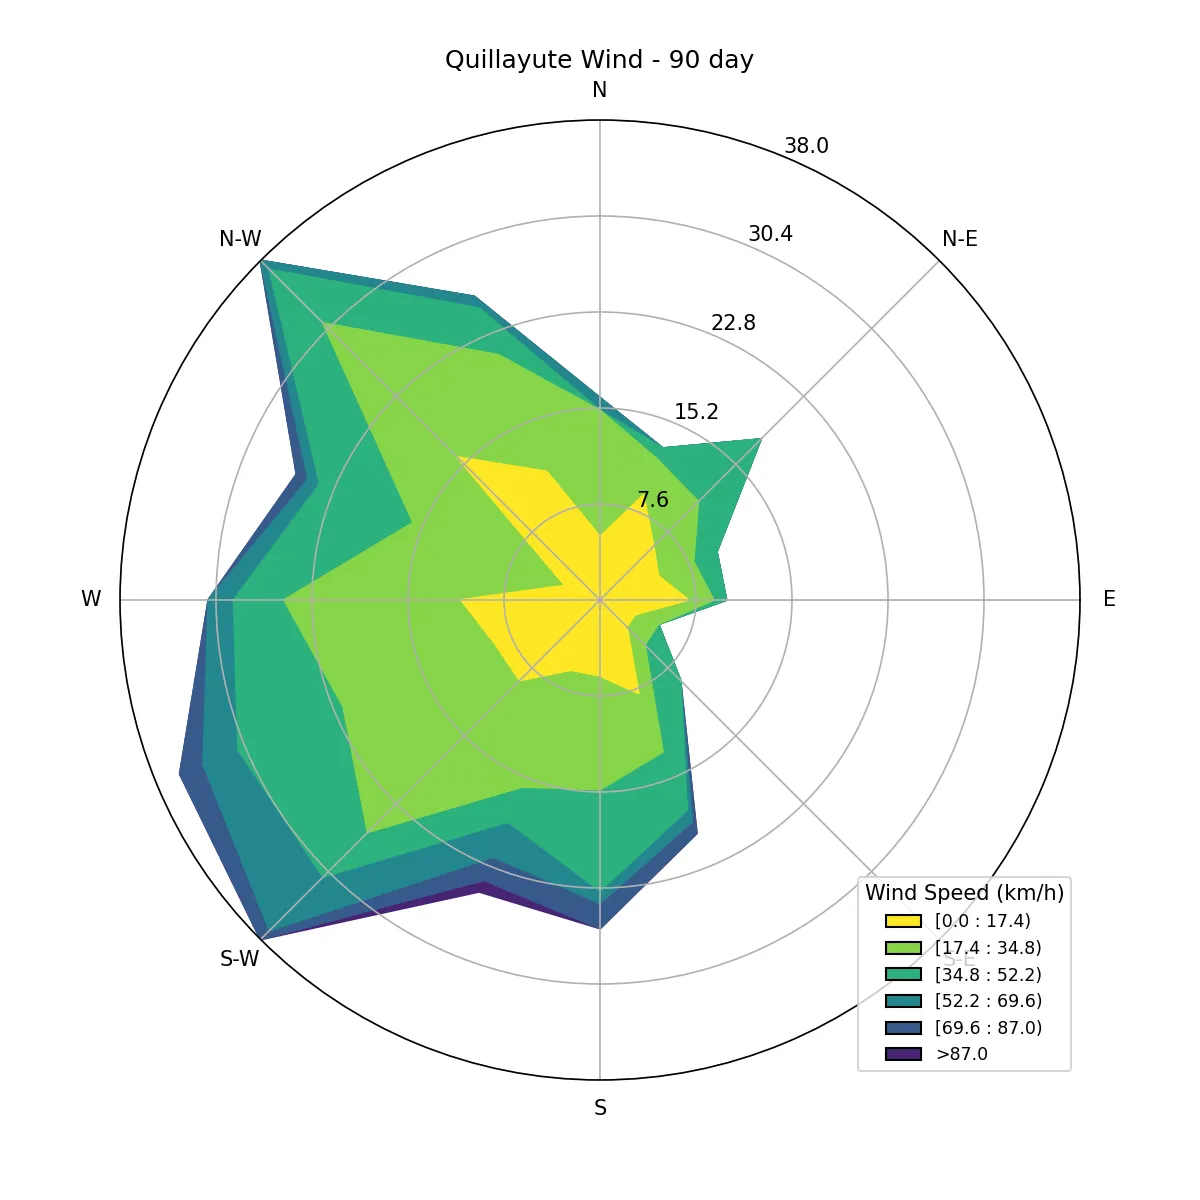 Quillayute Wind - 90 day
N
38.0
N-W
30.4
N-E
22.8
15.2
7.6
W
E
S-W
S-E
S
Wind Speed (km/h)
[0.0 : 17.4)
[17.4 : 34.8)
[34.8 : 52.2)
[52.2 : 69.6)
[69.6 : 87.0)
>87.0